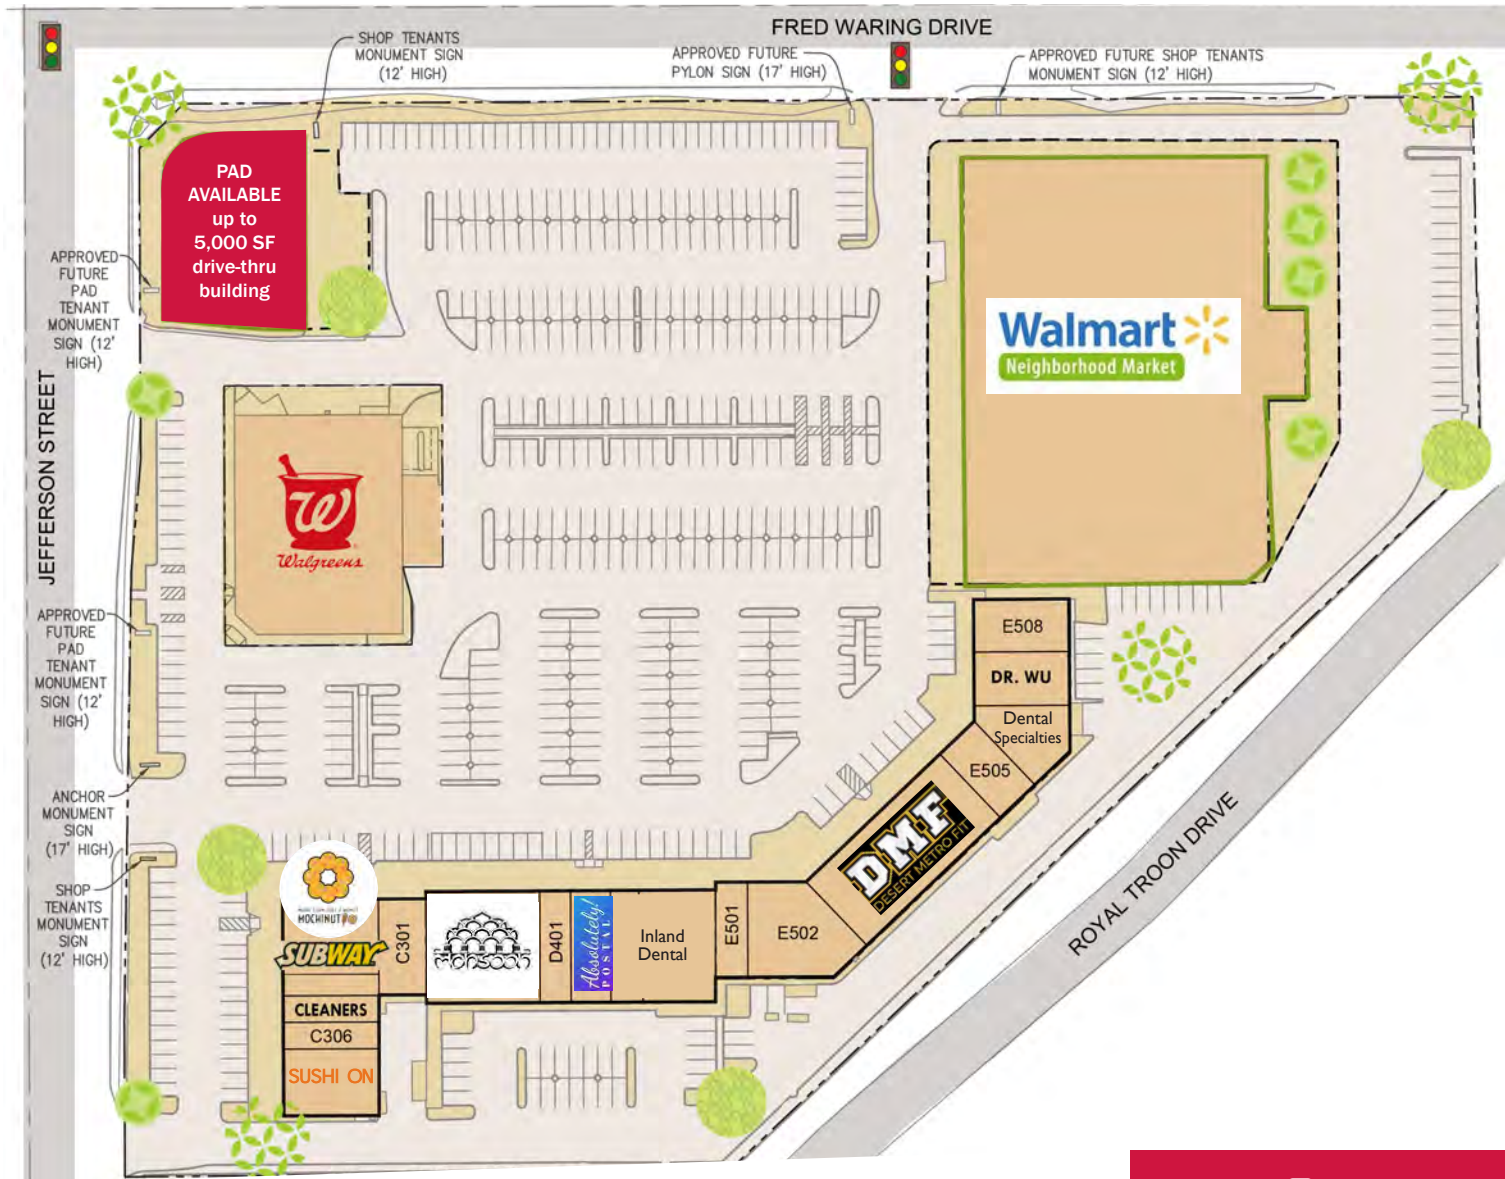 FRED WARING DRIVE
SHOP TENANTS
MONUMENT SIGN
(12' HIGH)
APPROVED FUTURE
PYLON SIGN (17' HIGH)
APPROVED FUTURE SHOP TENANTS
MONUMENT SIGN (12' HIGH)
PAD
AVAILABLE
up to
5,000 SF
drive-thru
building
APPROVED
FUTURE
PAD
TENANT
MONUMENT
SIGN (12'
HIGH)
Walmart
Neighborhood Market
JEFFERSON STREET
W
Walgreens
APPROVED
FUTURE
PAD
TENANT
MONUMENT
SIGN (12'
HIGH)
E508
DR. WU
Dental
Specialties
E505
ANCHOR
MONUMENT
SIGN
(17' HIGH)
DMF
DESERT METRO FIT
ROYAL TROON DRIVE
SHOP
TENANTS
MONUMENT
SIGN
(12' HIGH)
MOCHINUT
SUBWAY
C301
monsoon
D401
Absolutely!
POSTAL
Inland
Dental
E501
E502
CLEANERS
C306
SUSHI ON